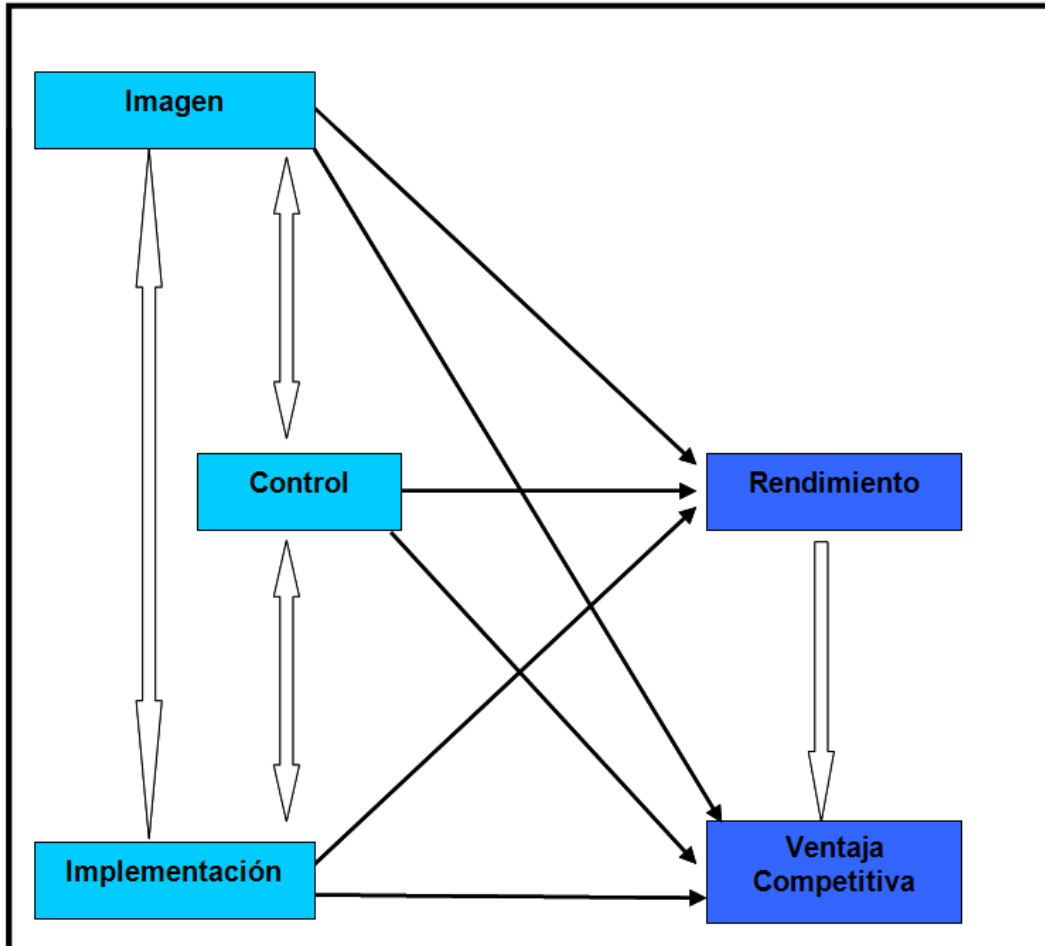 Imagen
Control
Rendimiento
Implementación
Ventaja
Competitiva